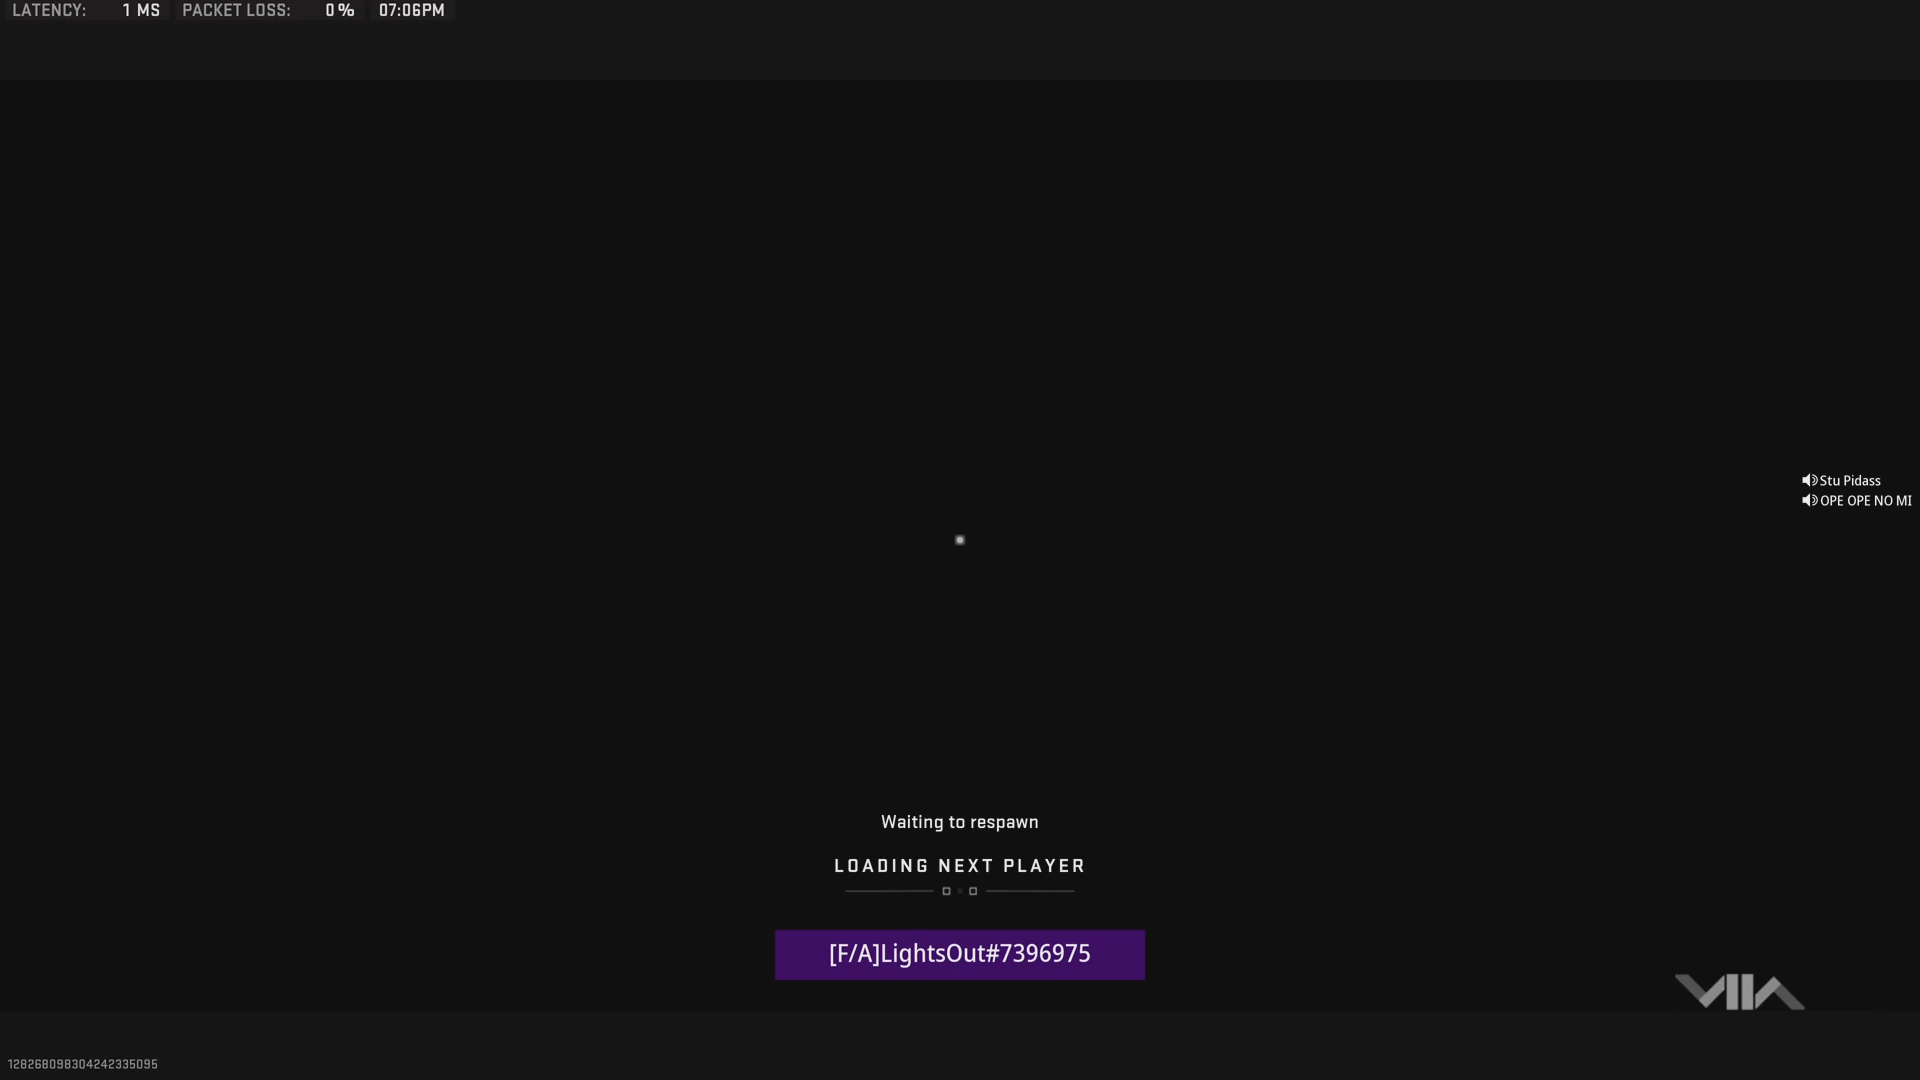 LATENCY: 1 MS PACKET LOSS: 0 % 07:06PM
Stu Pidass
OPE OPE NO MI
Waiting to respawn
LOADING NEXT PLAYER
[F/A]LightsOut#7396975
128268098304242335095